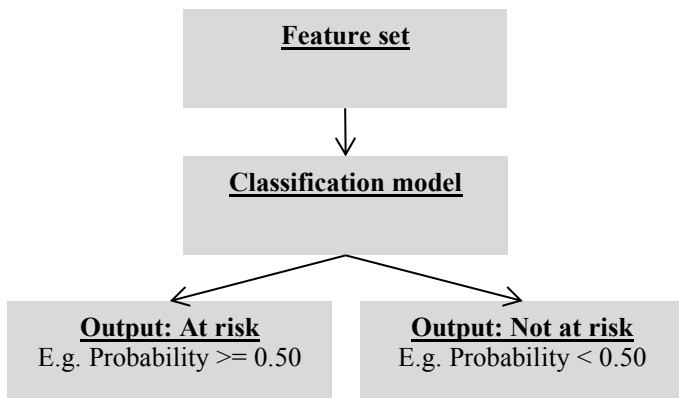 Feature set
Classification model
Output: At risk
E.g. Probability >= 0.50
Output: Not at risk
E.g. Probability < 0.50